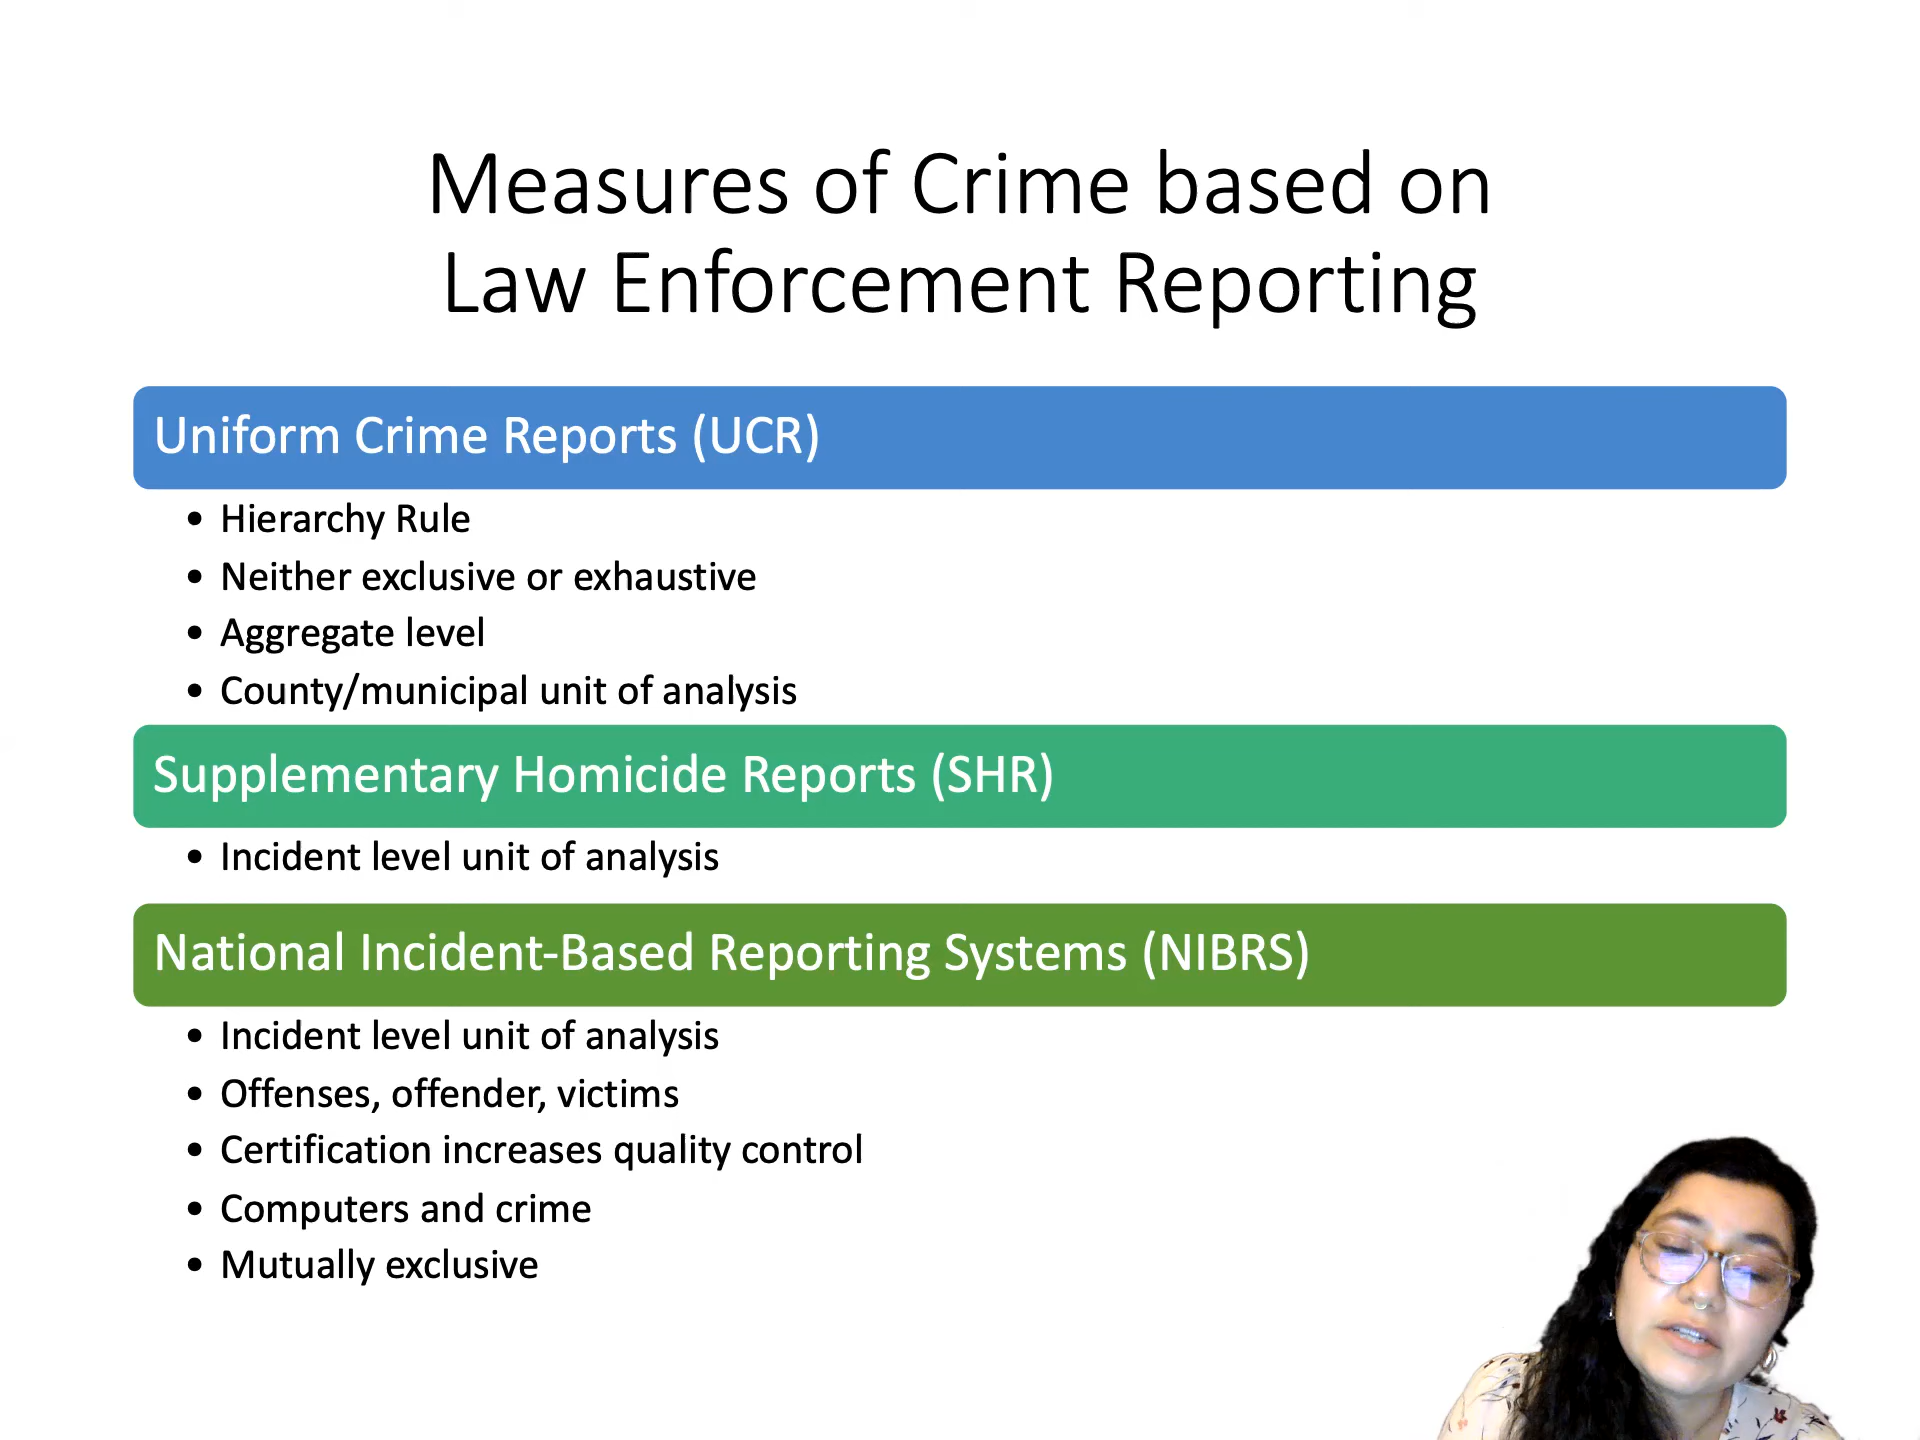 Measures of Crime based on
Law Enforcement Reporting
Uniform Crime Reports (UCR)
• Hierarchy Rule
• Neither exclusive or exhaustive
• Aggregate level
• County/municipal unit of analysis
Supplementary Homicide Reports (SHR)
• Incident level unit of analysis
National Incident-Based Reporting Systems (NIBRS)
• Incident level unit of analysis
• Offenses, offender, victims
• Certification increases quality control
• Computers and crime
• Mutually exclusive